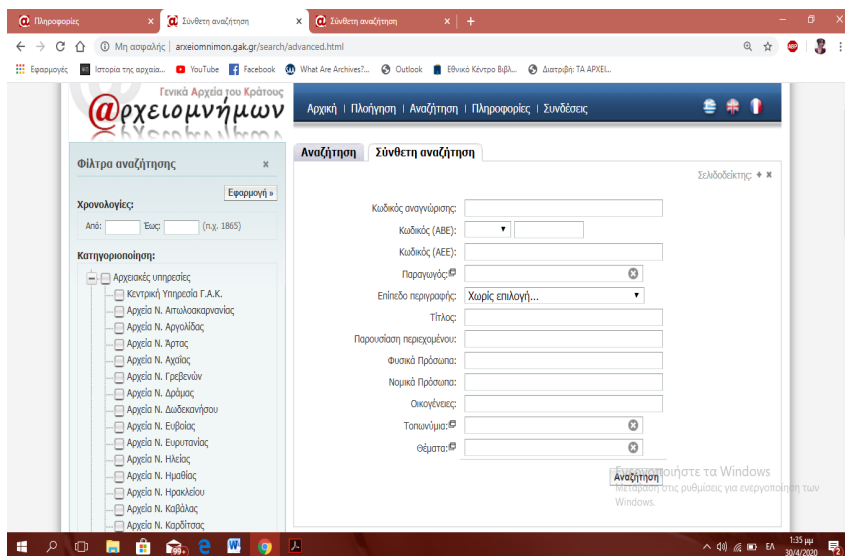 Πληροφορίες
Σύνθετη αναζήτηση
Σύνθετη αναζήτηση
Μη ασφαλής | arxeiomnimon.gak.gr/search/advanced.html
Εφαρμογές
Ιστορία της αρχαία...
YouTube
Facebook
What Are Archives?...
Outlook
Εθνικό Κέντρο Βιβλ...
Διατριβή: ΤΑ ΑΡΧΕΙ...
Γενικά Αρχεία του Κράτους
@ρχειομνήμων
Αρχική | Πλοήγηση | Αναζήτηση | Πληροφορίες | Συνδέσεις
Φίλτρα αναζήτησης
Εφαρμογή »
Χρονολογίες:
Από: Έως: (π.χ. 1865)
Κατηγοριοποίηση:
Αρχειακές υπηρεσίες
Κεντρική Υπηρεσία Γ.Α.Κ.
Αρχεία Ν. Αιτωλοακαρνανίας
Αρχεία Ν. Αργολίδας
Αρχεία Ν. Άρτας
Αρχεία Ν. Αχαΐας
Αρχεία Ν. Γρεβενών
Αρχεία Ν. Δράμας
Αρχεία Ν. Δωδεκανήσου
Αρχεία Ν. Ευβοίας
Αρχεία Ν. Ευρυτανίας
Αρχεία Ν. Ηλείας
Αρχεία Ν. Ημαθίας
Αρχεία Ν. Ηρακλείου
Αρχεία Ν. Καβάλας
Αρχεία Ν. Καρδίτσας
Αναζήτηση
Σύνθετη αναζήτηση
Σελιδοδείκτης:
Κωδικός αναγνώρισης:
Κωδικός (ΑΒΕ):
Κωδικός (ΑΕΕ):
Παραγωγός:
Επίπεδο περιγραφής: Χωρίς επιλογή...
Τίτλος:
Παρουσίαση περιεχομένου:
Φυσικά Πρόσωπα:
Νομικά Πρόσωπα:
Οικογένειες:
Τοπωνύμια:
Θέματα:
Αναζήτηση
Ενεργοποιήστε τα Windows
Μετάβαση στις ρυθμίσεις για ενεργοποίηση των
Windows.
99+
ΕΛ
1:35 μμ
30/4/2020
2